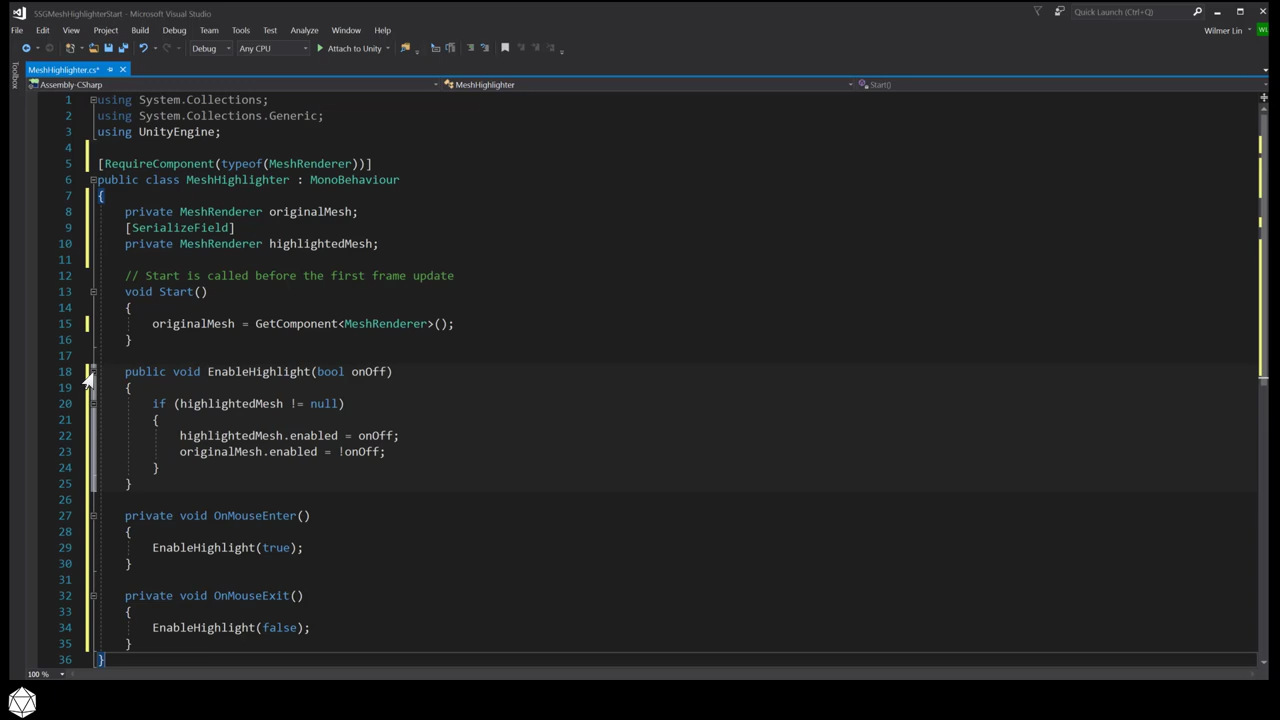 SSGMeshHighlighterStart - Microsoft Visual Studio
Quick Launch (Ctrl+Q)
File Edit View Project Build Debug Team Tools Test Analyze Window Help
Wilmer Lin WL
Debug Any CPU Attach to Unity
Toolbox
MeshHighlighter.cs*
Assembly-CSharp MeshHighlighter Start()
1 using System.Collections;
2 using System.Collections.Generic;
3 using UnityEngine;
4
5 [RequireComponent(typeof(MeshRenderer))]
6 public class MeshHighlighter : MonoBehaviour
7 {
8 private MeshRenderer originalMesh;
9 [SerializeField]
10 private MeshRenderer highlightedMesh;
11
12 // Start is called before the first frame update
13 void Start()
14 {
15 originalMesh = GetComponent<MeshRenderer>();
16 }
17
18 public void EnableHighlight(bool onOff)
19 {
20 if (highlightedMesh != null)
21 {
22 highlightedMesh.enabled = onOff;
23 originalMesh.enabled = !onOff;
24 }
25 }
26
27 private void OnMouseEnter()
28 {
29 EnableHighlight(true);
30 }
31
32 private void OnMouseExit()
33 {
34 EnableHighlight(false);
35 }
36 }
100 %